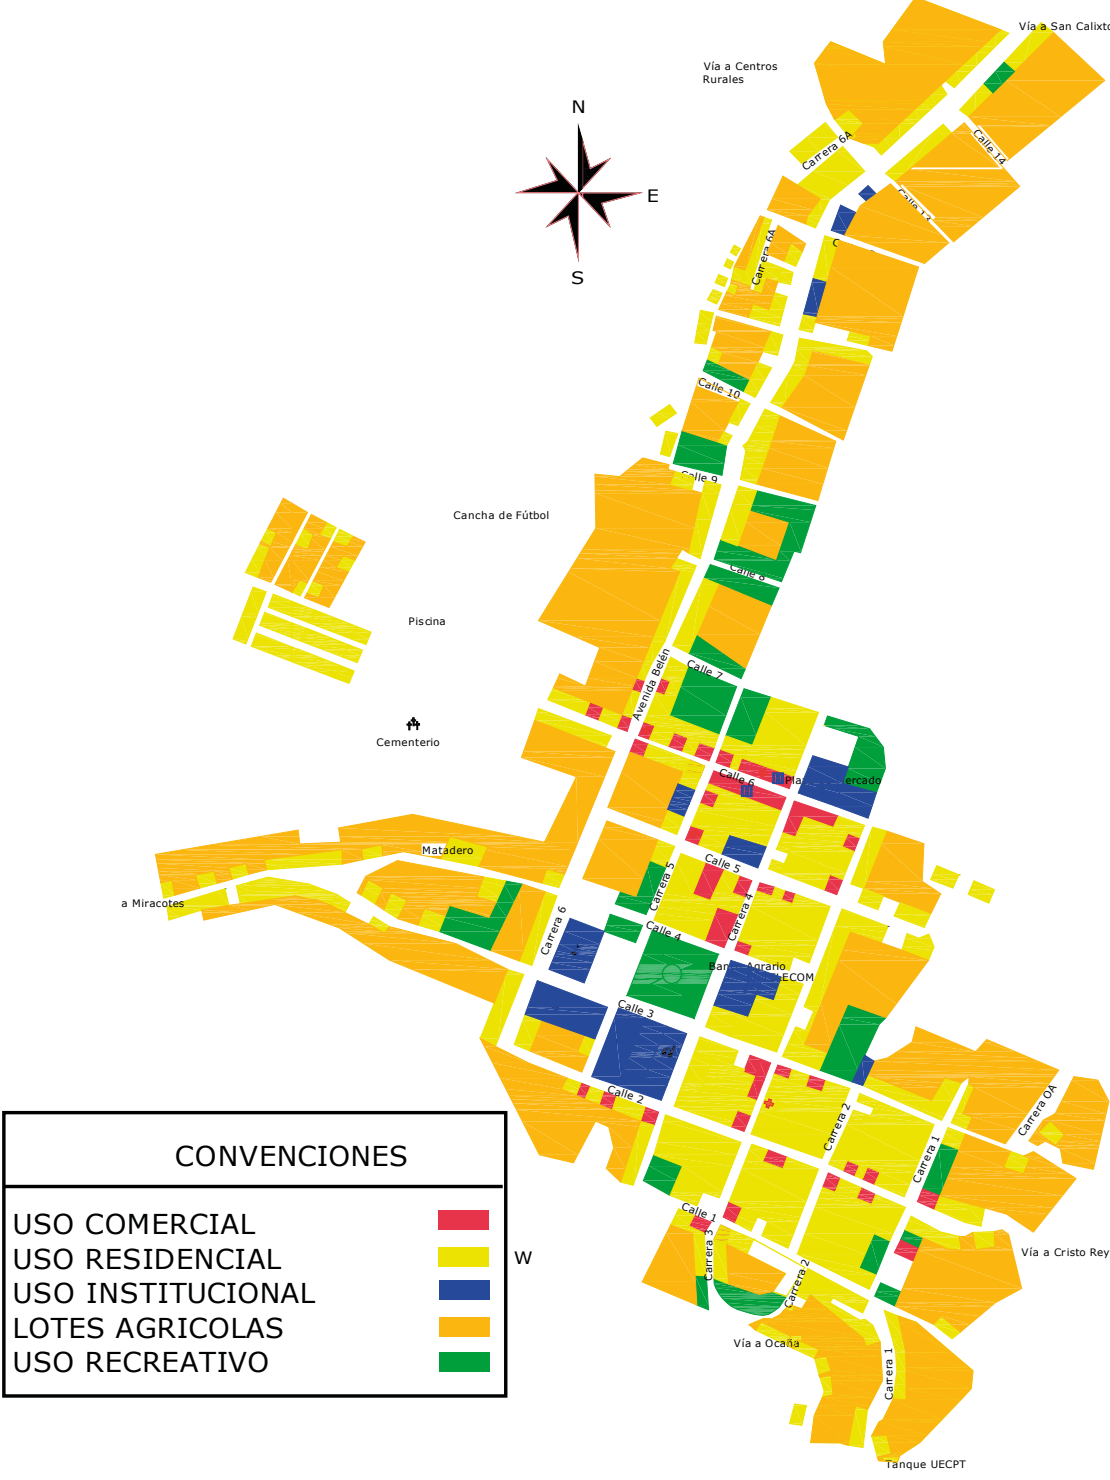 Vía a San Calixto
Vía a Centros
Rurales
N
Carrera 6A
Calle 14
E
Carrera 6A
S
Calle 10
Calle 9
Cancha de Fútbol
Calle 8
Piscina
Avenida Belén
Calle 7
Cementerio
Calle 6
Matadero
Calle 5
Carrera 5
a Miracotes
Carrera 4
Carrera 6
Calle 4
Agrario
Calle 3
Calle 2
Carrera OA
Carrera 2
Carrera 1
Calle 1
Carrera 3
Vía a Cristo Rey
Carrera 2
Vía a Ocaña
Carrera 1
Tanque UECPT
W
CONVENCIONES
USO COMERCIAL
USO RESIDENCIAL
USO INSTITUCIONAL
LOTES AGRICOLAS
USO RECREATIVO